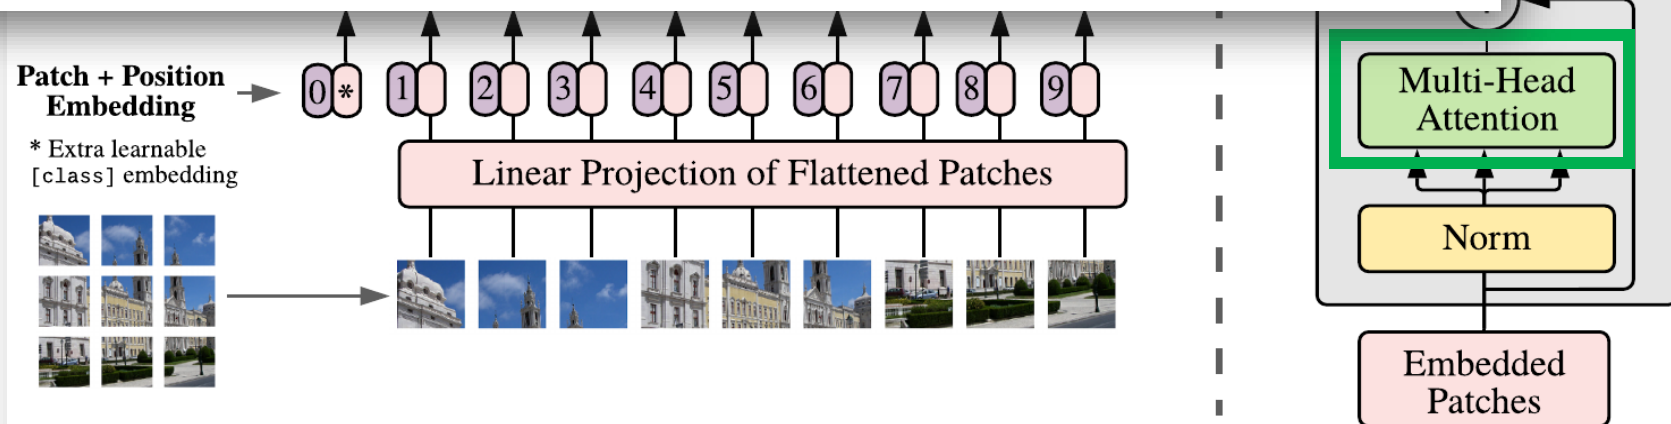 Patch + Position
Embedding
* Extra learnable
[class] embedding
0 * 1 2 3 4 5 6 7 8 9
Linear Projection of Flattened Patches
Multi-Head
Attention
Norm
Embedded
Patches